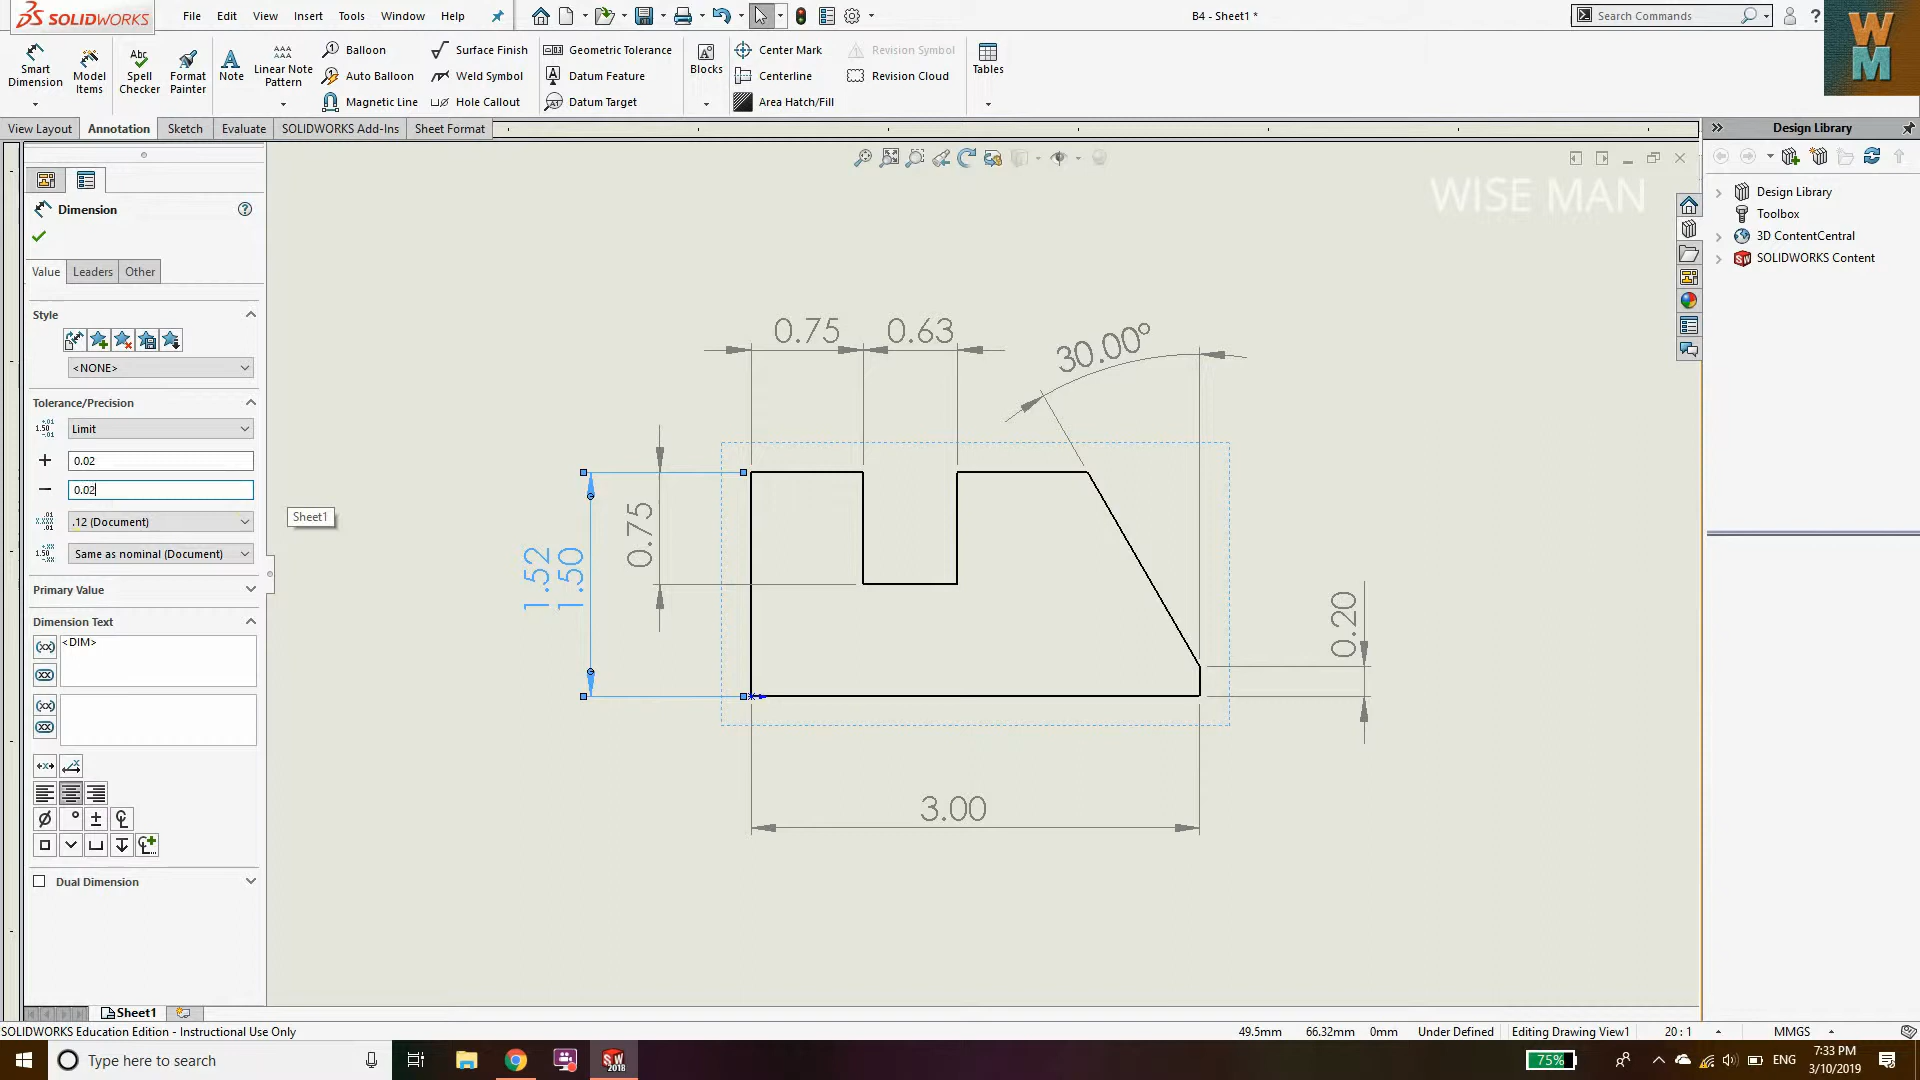 SOLIDWORKS
File Edit View Insert Tools Window Help
B4 - Sheet1 *
Search Commands
?
W
M
Smart Dimension
Model Items
Abc
Spell Checker
Format Painter
A
Note
AAA
AAA
Linear Note Pattern
Balloon
Auto Balloon
Magnetic Line
Surface Finish
Weld Symbol
Hole Callout
Geometric Tolerance
Datum Feature
Datum Target
Blocks
Center Mark
Centerline
Area Hatch/Fill
Revision Symbol
Revision Cloud
Tables
View Layout
Annotation
Sketch
Evaluate
SOLIDWORKS Add-Ins
Sheet Format
Design Library
WISE MAN
Design Library
Toolbox
3D ContentCentral
SOLIDWORKS Content
Dimension
Value
Leaders
Other
Style
<NONE>
Tolerance/Precision
Limit
+ 0.02
- 0.02
.12 (Document)
Same as nominal (Document)
Primary Value
Dimension Text
<DIM>
Dual Dimension
Sheet1
0.75
0.63
30.00°
1.52
1.50
0.75
0.20
3.00
Sheet1
SOLIDWORKS Education Edition - Instructional Use Only
49.5mm 66.32mm 0mm Under Defined Editing Drawing View1 20 : 1 MMGS
Type here to search
SW
2018
75%
ENG
7:33 PM
3/10/2019